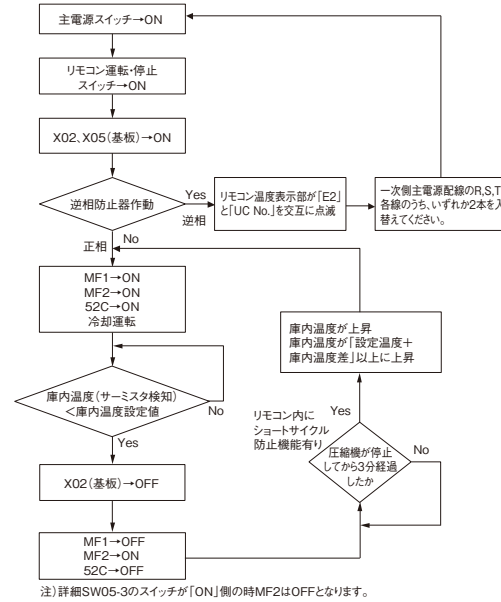 主電源スイッチ→ON
リモコン運転・停止
スイッチ→ON
X02、X05(基板)→ON
逆相防止器作動
Yes
逆相
リモコン温度表示部が「E2」
と「UC No.」を交互に点滅
一次側主電源配線のR,S,T
各線のうち、いずれか2本を入
替えてください。
正相
No
MF1→ON
MF2→ON
52C→ON
冷却運転
庫内温度が上昇
庫内温度が「設定温度＋
庫内温度差」以上に上昇
庫内温度(サーミスタ検知)
＜庫内温度設定値
No
Yes
リモコン内に
ショートサイクル
防止機能有り
Yes
圧縮機が停止
してから3分経過
したか
No
X02(基板)→OFF
MF1→OFF
MF2→ON
52C→OFF
注)詳細SW05-3のスイッチが「ON」側の時MF2はOFFとなります。